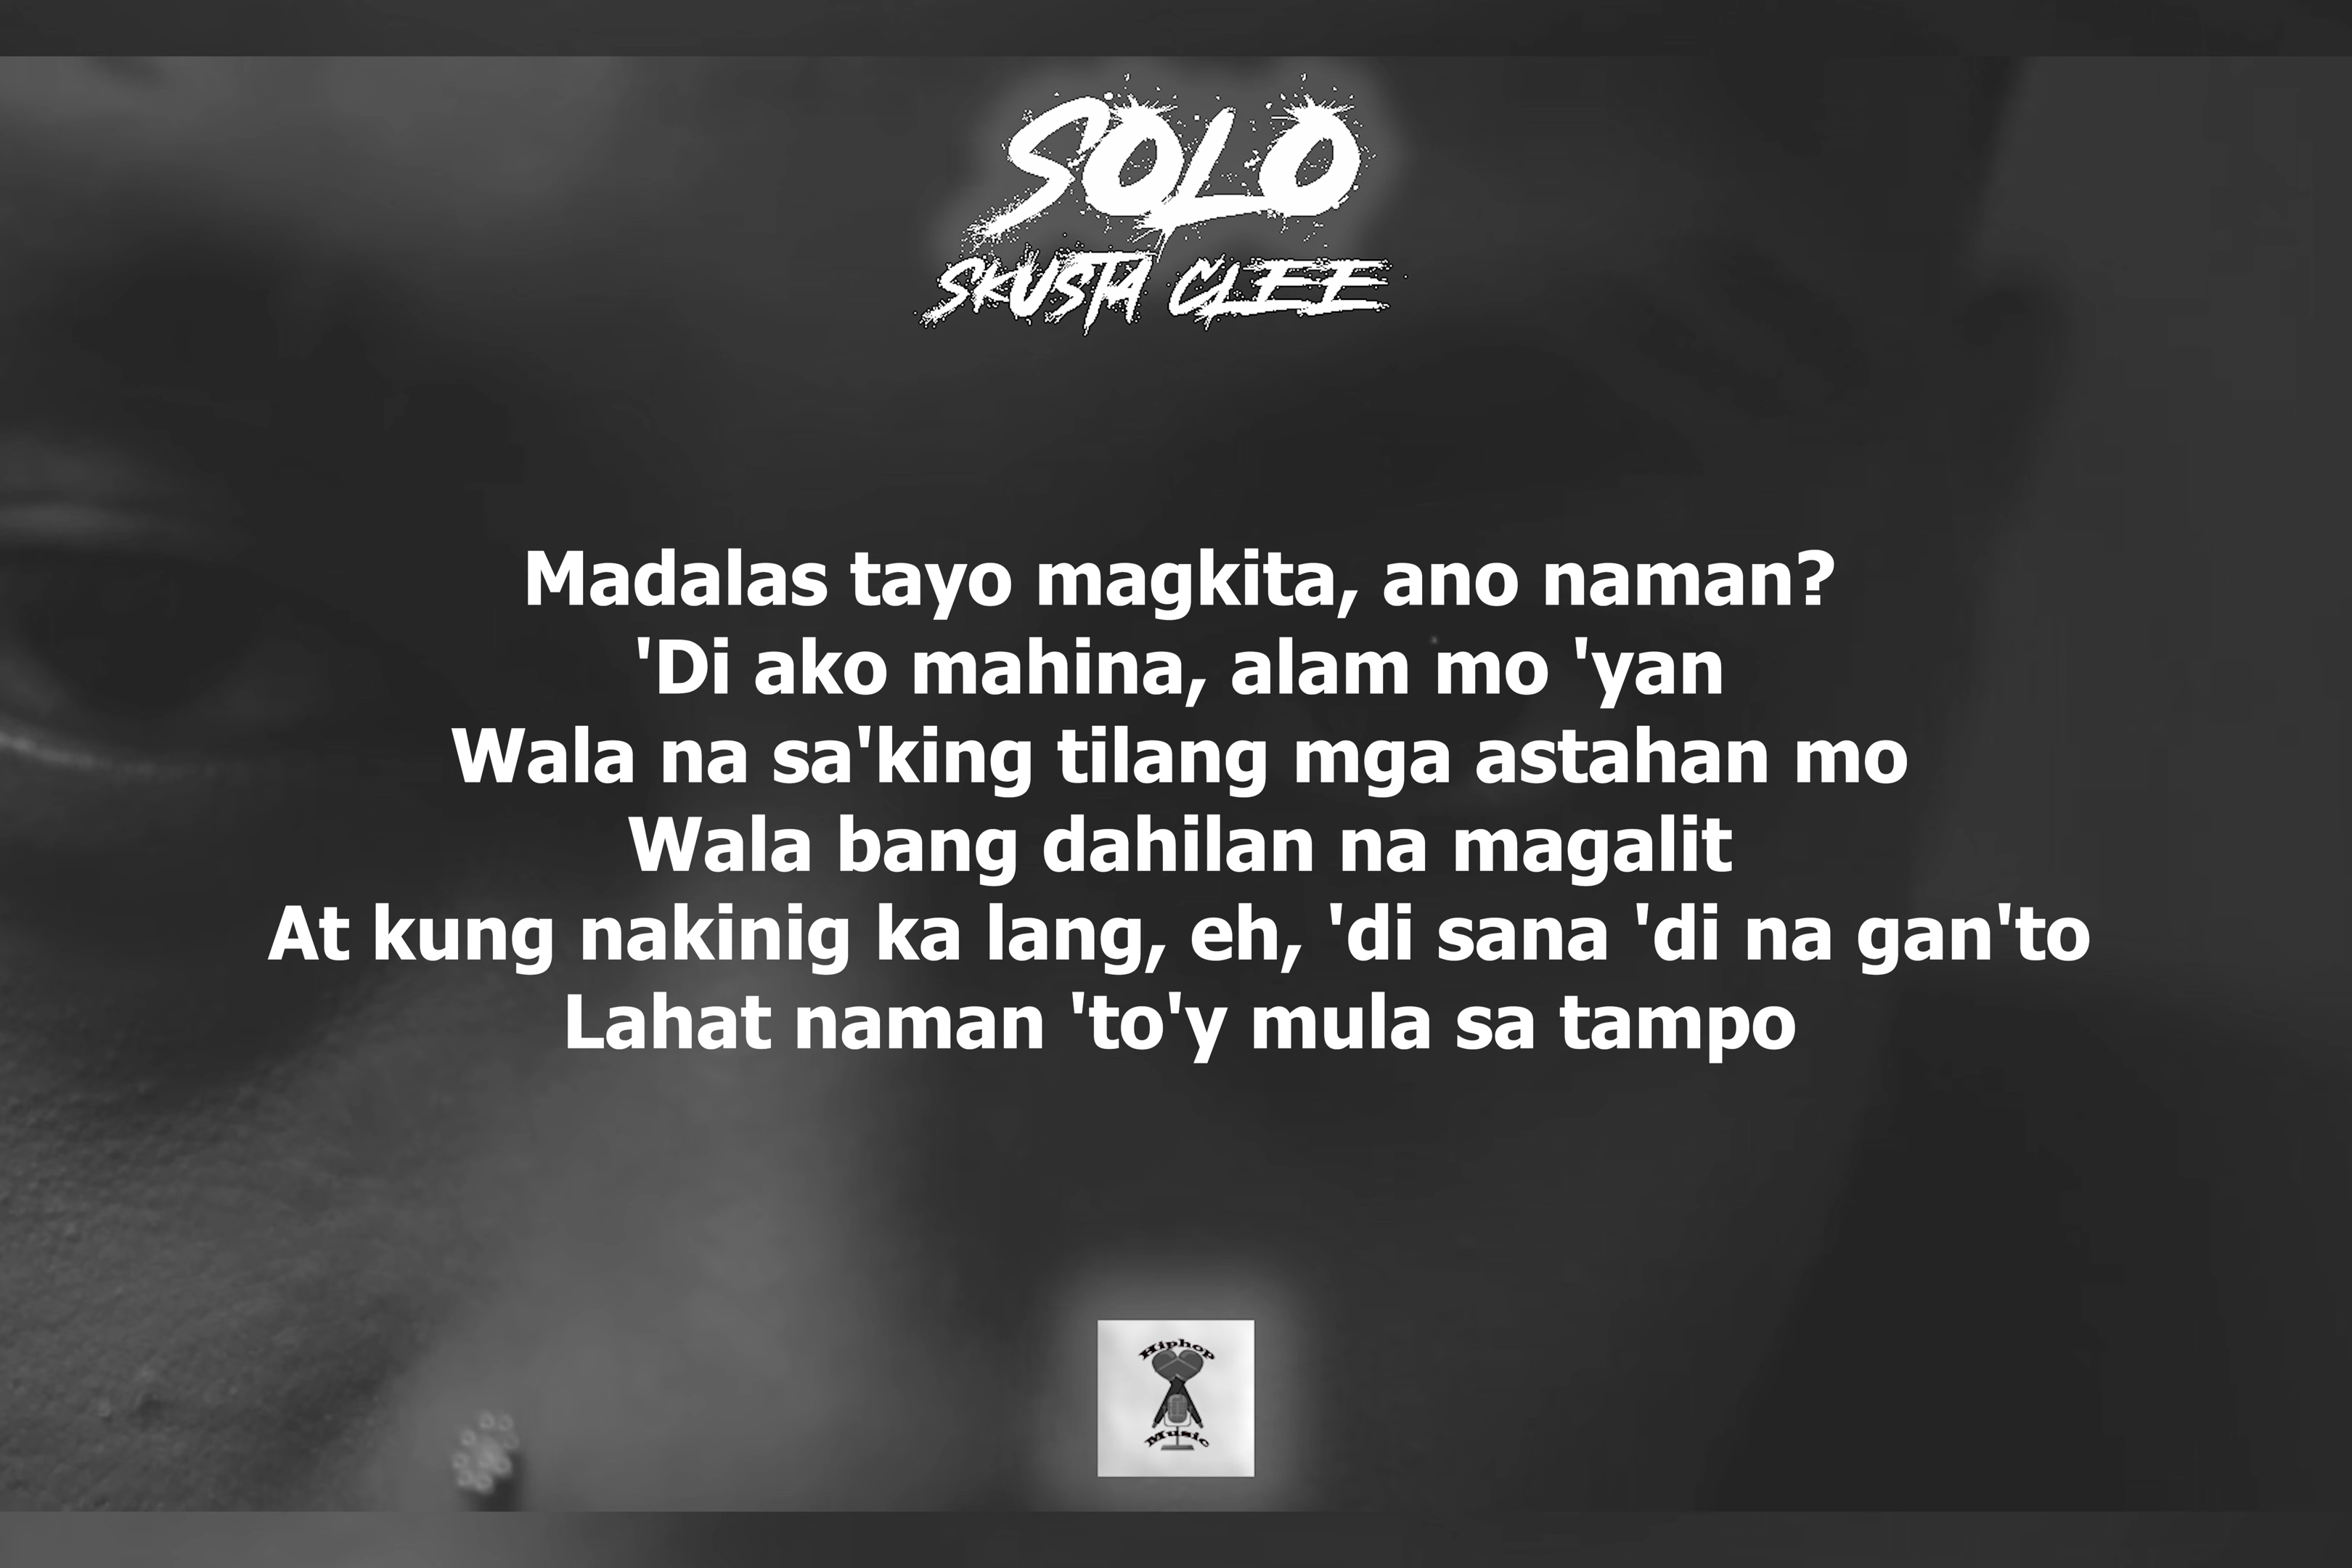 SOLO
SKUSTA CLEE
Madalas tayo magkita, ano naman?
'Di ako mahina, alam mo 'yan
Wala na sa'king tilang mga astahan mo
Wala bang dahilan na magalit
At kung nakinig ka lang, eh, 'di sana 'di na gan'to
Lahat naman 'to'y mula sa tampo
Hiphop
Music